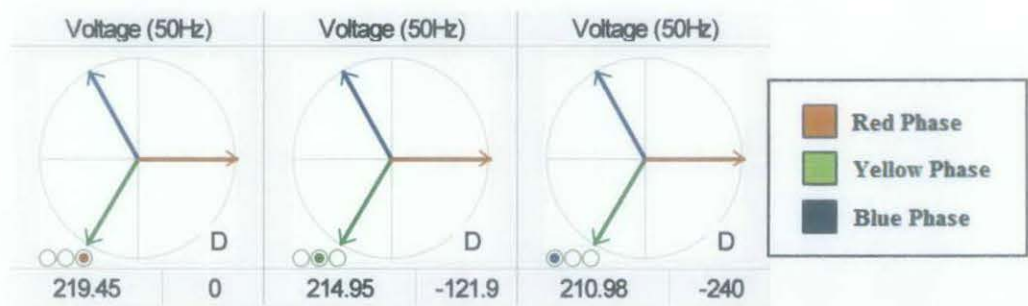 Voltage (50Hz) Voltage (50Hz) Voltage (50Hz)
Red Phase
Yellow Phase
Blue Phase
D D D
219.45 0 214.95 -121.9 210.98 -240